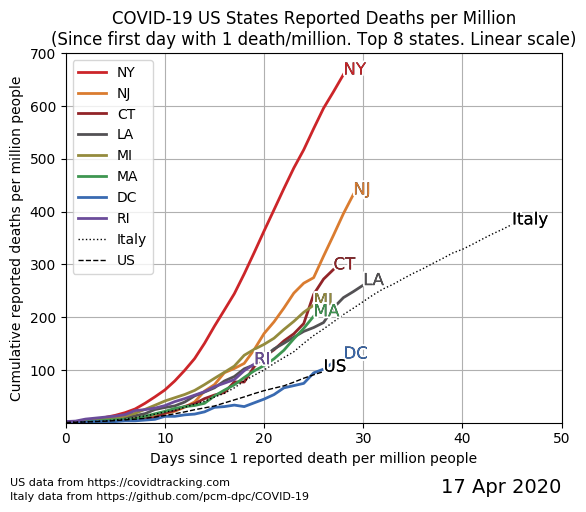 COVID-19 US States Reported Deaths per Million
(Since first day with 1 death/million. Top 8 states. Linear scale)
Cumulative reported deaths per million people
700
600
500
400
300
200
100
NY
NJ
CT
LA
MI
MA
DC
RI
Italy
US
NY
NJ
Italy
CT
LA
MI
MA
RI
DC
US
0 10 20 30 40 50
Days since 1 reported death per million people
US data from https://covidtracking.com
Italy data from https://github.com/pcm-dpc/COVID-19
17 Apr 2020